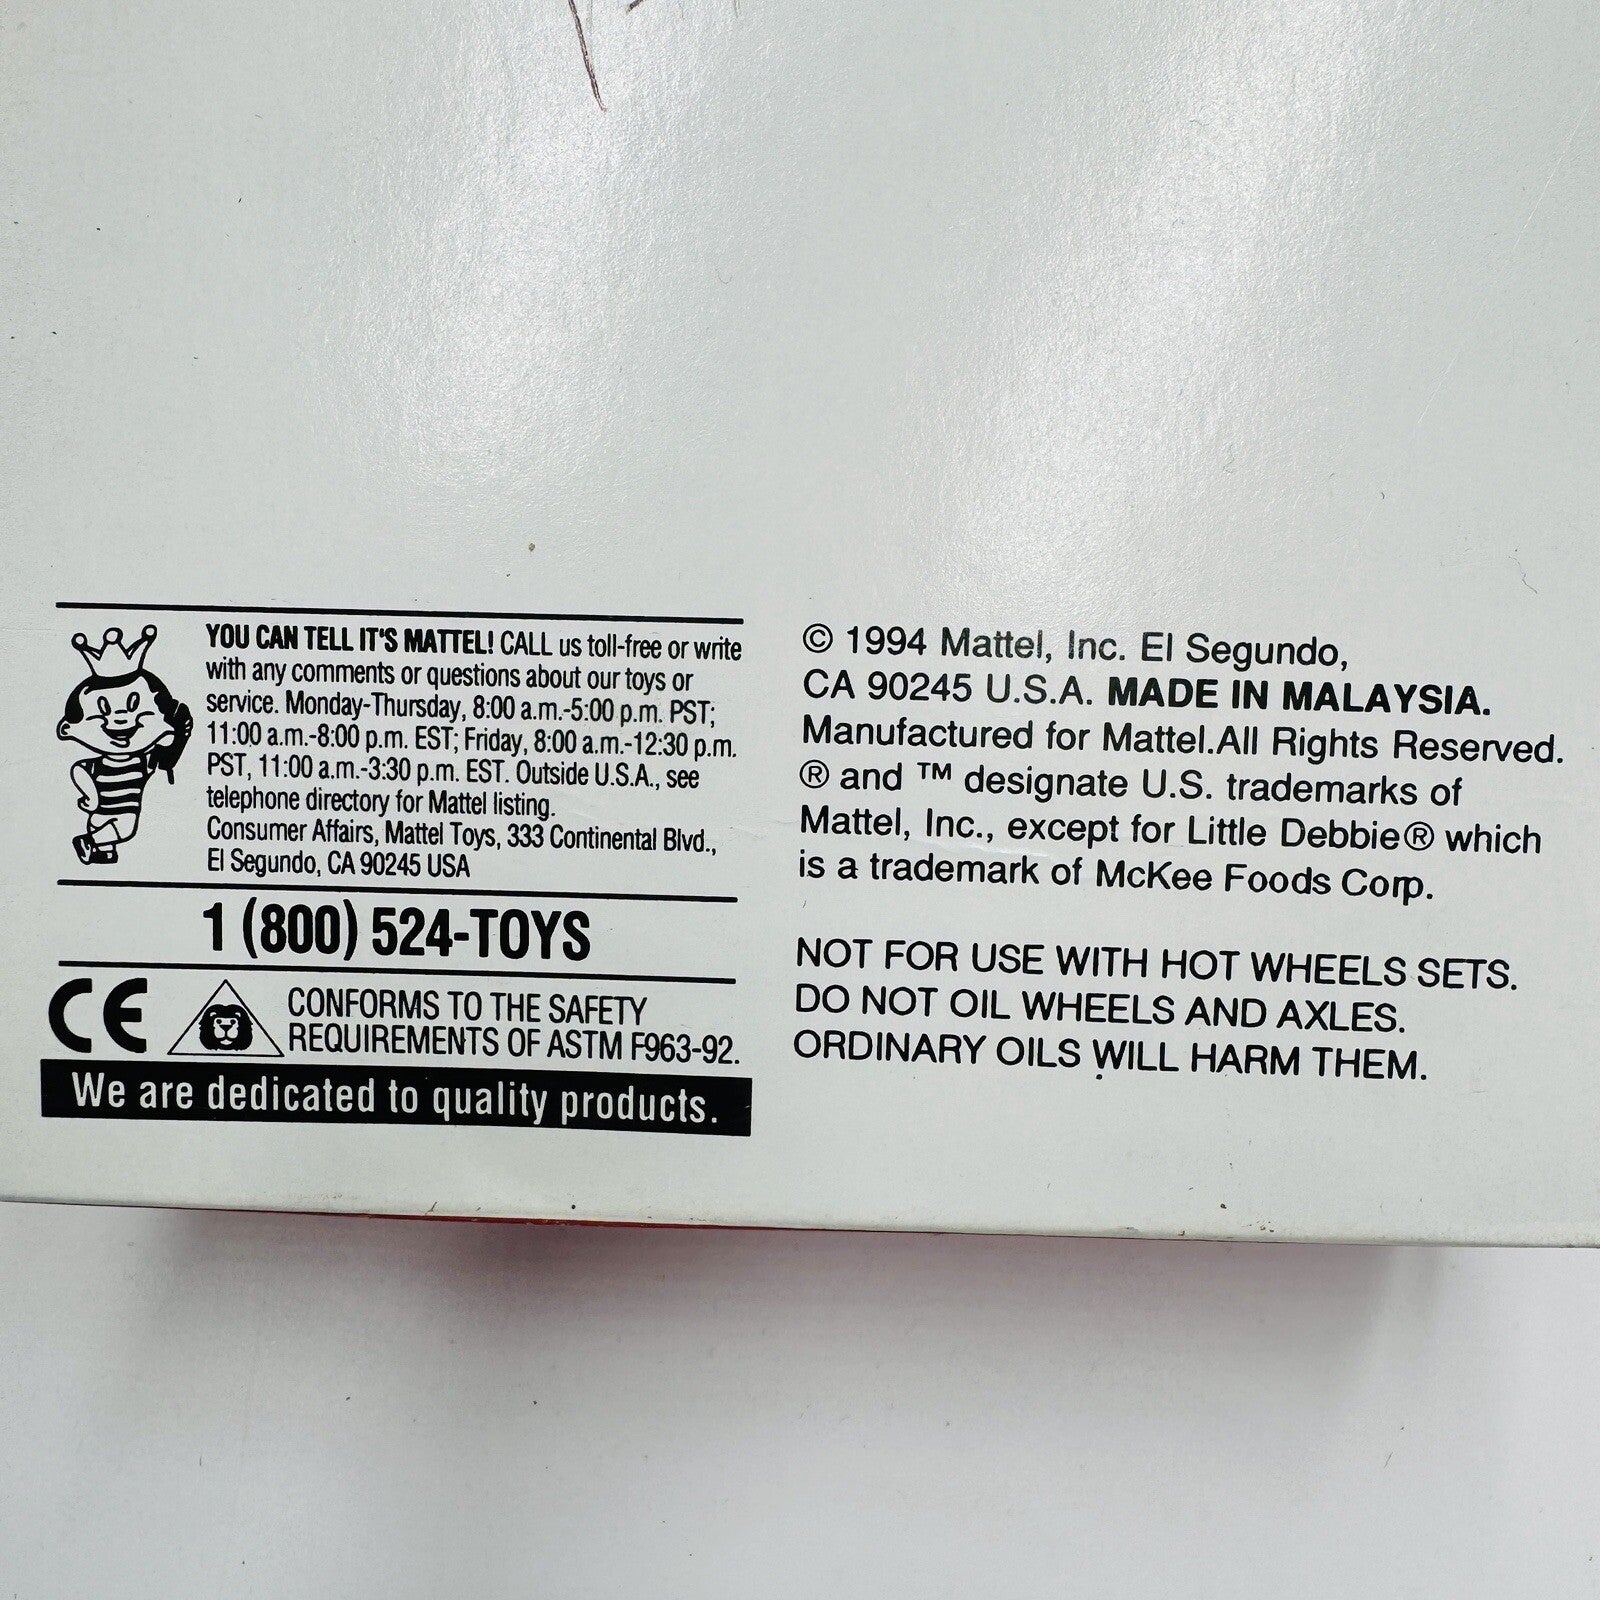 YOU CAN TELL IT'S MATTEL! CALL us toll-free or write
with any comments or questions about our toys or
service. Monday-Thursday, 8:00 a.m.-5:00 p.m. PST;
11:00 a.m.-8:00 p.m. EST; Friday, 8:00 a.m.-12:30 p.m.
PST, 11:00 a.m.-3:30 p.m. EST. Outside U.S.A., see
telephone directory for Mattel listing.
Consumer Affairs, Mattel Toys, 333 Continental Blvd.,
El Segundo, CA 90245 USA
1 (800) 524-TOYS
CE
CONFORMS TO THE SAFETY
REQUIREMENTS OF ASTM F963-92.
We are dedicated to quality products.
© 1994 Mattel, Inc. El Segundo,
CA 90245 U.S.A. MADE IN MALAYSIA.
Manufactured for Mattel.All Rights Reserved.
® and ™ designate U.S. trademarks of
Mattel, Inc., except for Little Debbie® which
is a trademark of McKee Foods Corp.
NOT FOR USE WITH HOT WHEELS SETS.
DO NOT OIL WHEELS AND AXLES.
ORDINARY OILS WILL HARM THEM.